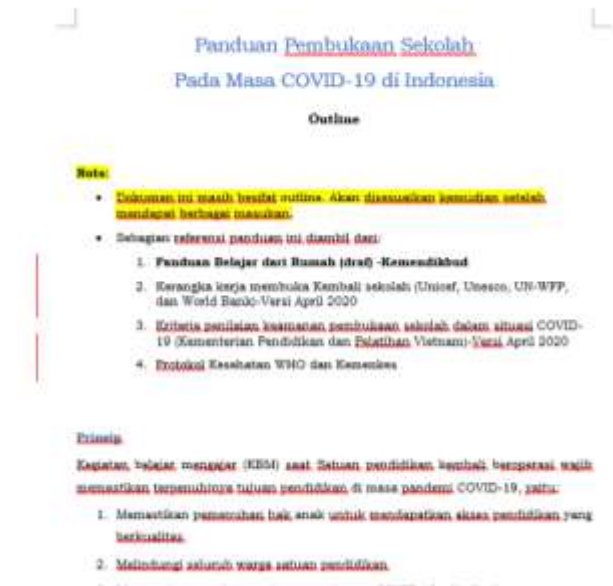 Panduan Pembukaan Sekolah
Pada Masa COVID-19 di Indonesia
Outline
Note:
• Dokumen ini masih besifat outline. Akan disesuaikan kemudian setelah
mendapat berbagai masukan.
• Sebagian referensi panduan ini diambil dari:
1. Panduan Belajar dari Rumah (draf) -Kemendikbud
2. Kerangka kerja membuka Kembali sekolah (Unicef, Unesco, UN-WFP,
dan World Bank)-Versi April 2020
3. Kriteria penilaian keamanan pembukaan sekolah dalam situasi COVID-
19 (Kementerian Pendidikan dan Pelatihan Vietnam)-Versi April 2020
4. Protokol Kesehatan WHO dan Kemenkes
Prinsip
Kegiatan belajar mengajar (KBM) saat Satuan pendidikan kembali beroperasi wajib
memastikan terpenuhinya tujuan pendidikan di masa pandemi COVID-19, yaitu:
1. Memastikan pemenuhan hak anak untuk mendapatkan akses pendidikan yang
berkualitas.
2. Melindungi seluruh warga satuan pendidikan.